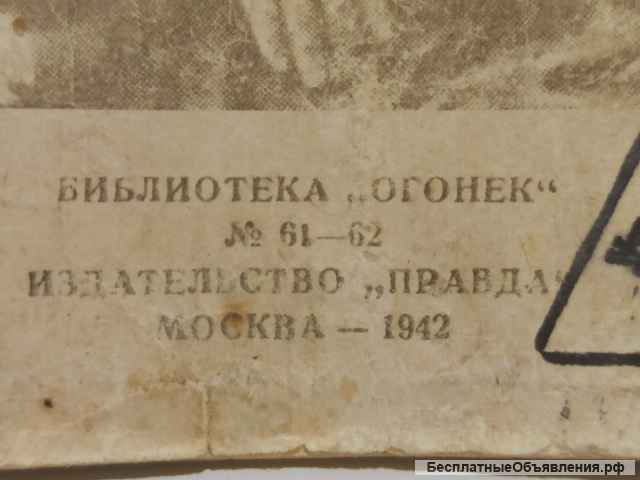 БИБЛИОТЕКА „ОГОНЕК“
№ 61—62
ИЗДАТЕЛЬСТВО „ПРАВДА“
МОСКВА — 1942
БесплатныеОбъявления.рф